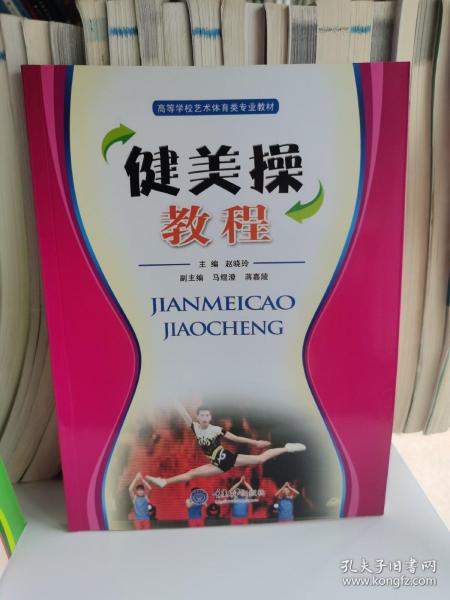 高等学校艺术体育类专业教材
健美操
教程
主 编 赵晓玲
副主编 马煜澄 蒋嘉陵
JIANMEICAO
JIAOCHENG
孔夫子旧书网
www.kongfz.com